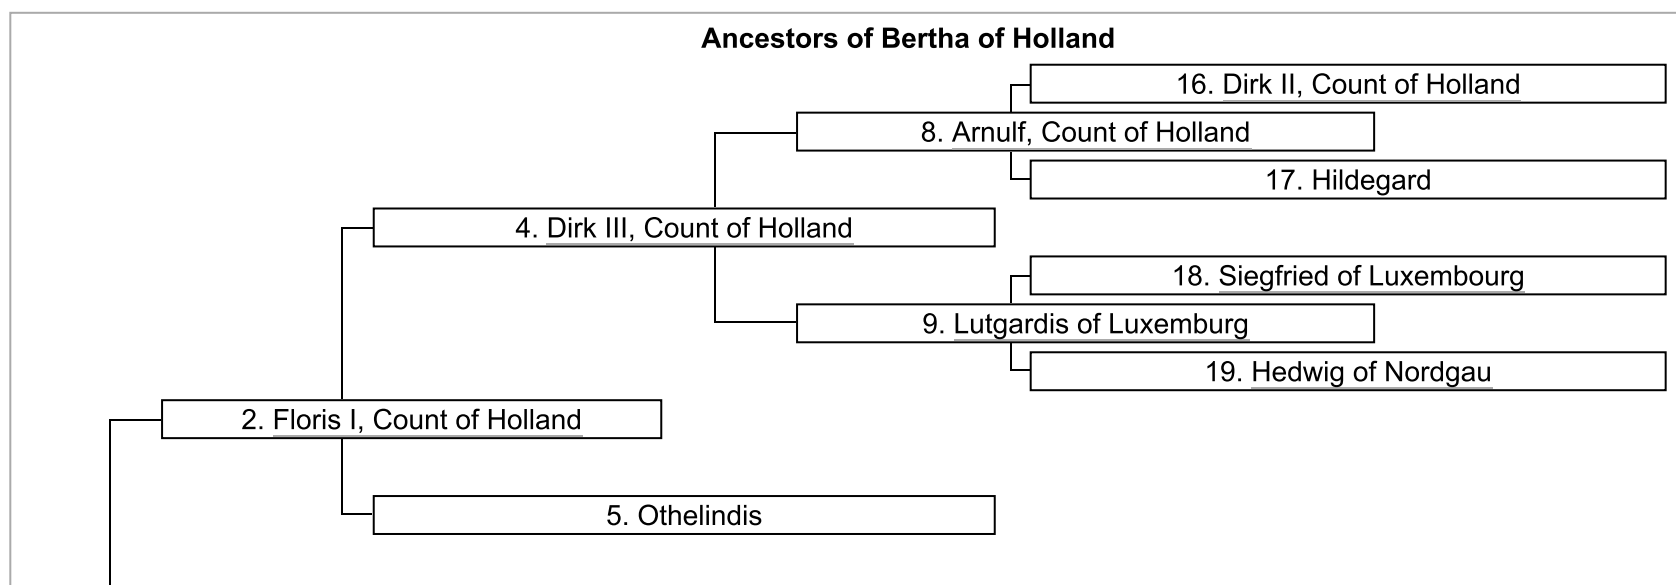 Ancestors of Bertha of Holland
16. Dirk II, Count of Holland
8. Arnulf, Count of Holland
17. Hildegard
4. Dirk III, Count of Holland
18. Siegfried of Luxembourg
9. Lutgardis of Luxemburg
19. Hedwig of Nordgau
2. Floris I, Count of Holland
5. Othelindis